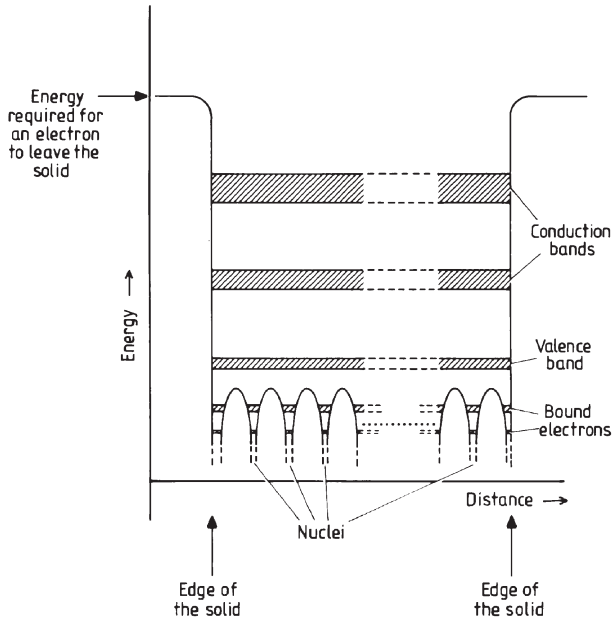 Energy
required for
an electron
to leave the
solid
Conduction
bands
Energy
Valence
band
Bound
electrons
Distance
Nuclei
Edge of
the solid
Edge of
the solid